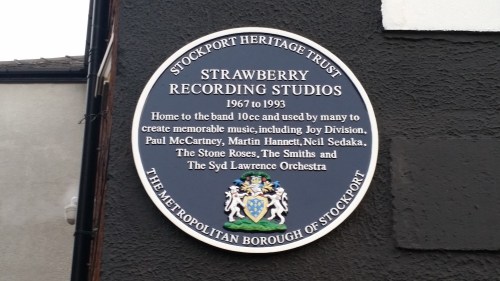 STOCKPORT HERITAGE TRUST
STRAWBERRY
RECORDING STUDIOS
1967 to 1993
Home to the band 10cc and used by many to
create memorable music, including Joy Division,
Paul McCartney, Martin Hannett, Neil Sedaka,
The Stone Roses, The Smiths and
The Syd Lawrence Orchestra
THE METROPOLITAN BOROUGH OF STOCKPORT